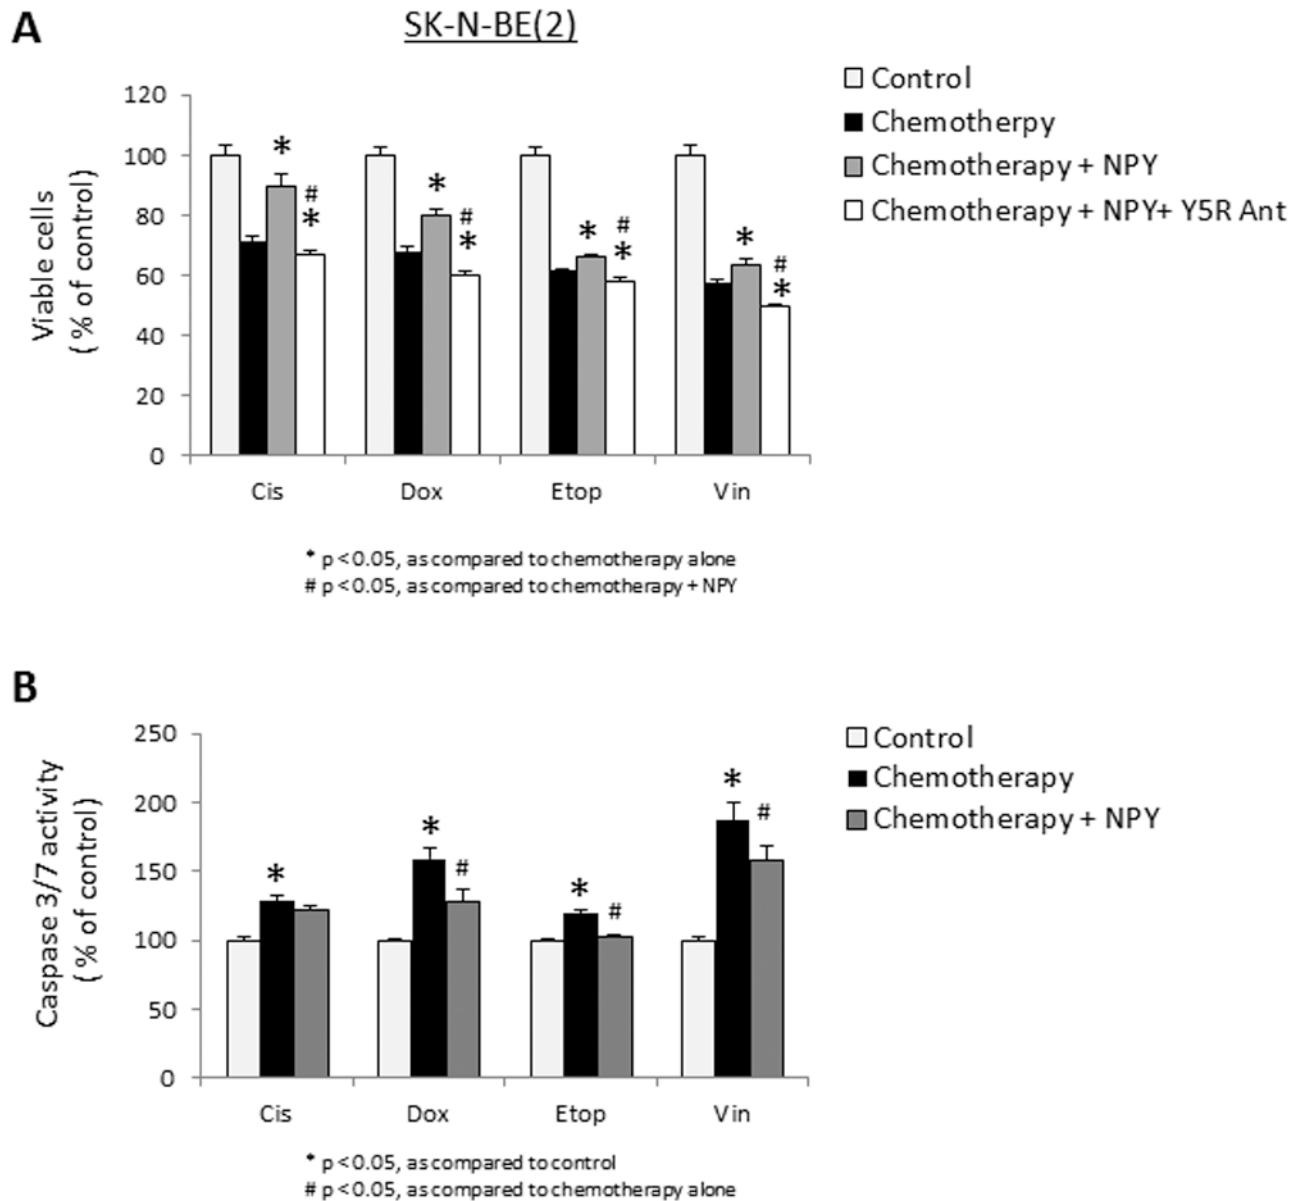 A
SK-N-BE(2)
Control
Chemotherpy
Chemotherapy + NPY
Chemotherapy + NPY+ Y5R Ant
Viable cells
( % of control)
120
100
80
60
40
20
0
*
#
*
*
#
*
*
#
*
*
#
*
Cis
Dox
Etop
Vin
* p < 0.05, as compared to chemotherapy alone
# p < 0.05, as compared to chemotherapy + NPY
B
Control
Chemotherapy
Chemotherapy + NPY
Caspase 3/7 activity
( % of control)
250
200
150
100
50
0
*
*
#
*
#
*
#
Cis
Dox
Etop
Vin
* p < 0.05, as compared to control
# p < 0.05, as compared to chemotherapy alone